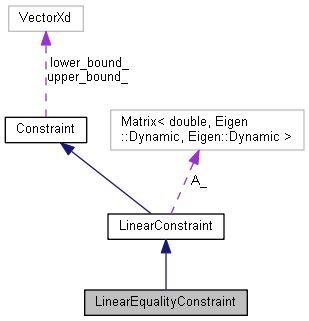 VectorXd
lower_bound_
upper_bound_
Constraint
Matrix< double, Eigen
::Dynamic, Eigen::Dynamic >
A_
LinearConstraint
LinearEqualityConstraint